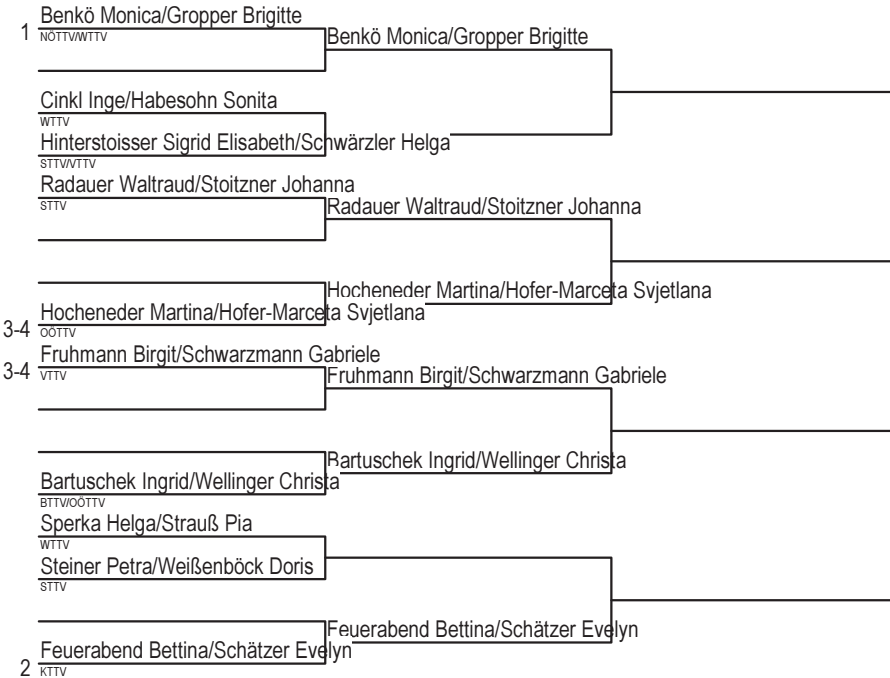 Benkö Monica/Gropper Brigitte
1
NÖTTV/WTTV
Benkö Monica/Gropper Brigitte
Cinkl Inge/Habesohn Sonita
WTTV
Hinterstoisser Sigrid Elisabeth/Schwärzler Helga
STTV/VTTV
Radauer Waltraud/Stoitzner Johanna
STTV
Radauer Waltraud/Stoitzner Johanna
Hocheneder Martina/Hofer-Marceta Svjetlana
Hocheneder Martina/Hofer-Marceta Svjetlana
3-4
OÖTTV
Fruhmann Birgit/Schwarzmann Gabriele
3-4
VTTV
Fruhmann Birgit/Schwarzmann Gabriele
Bartuschek Ingrid/Wellinger Christa
Bartuschek Ingrid/Wellinger Christa
BTTV/OÖTTV
Sperka Helga/Strauß Pia
WTTV
Steiner Petra/Weißenböck Doris
STTV
Feuerabend Bettina/Schätzer Evelyn
Feuerabend Bettina/Schätzer Evelyn
2
KTTV